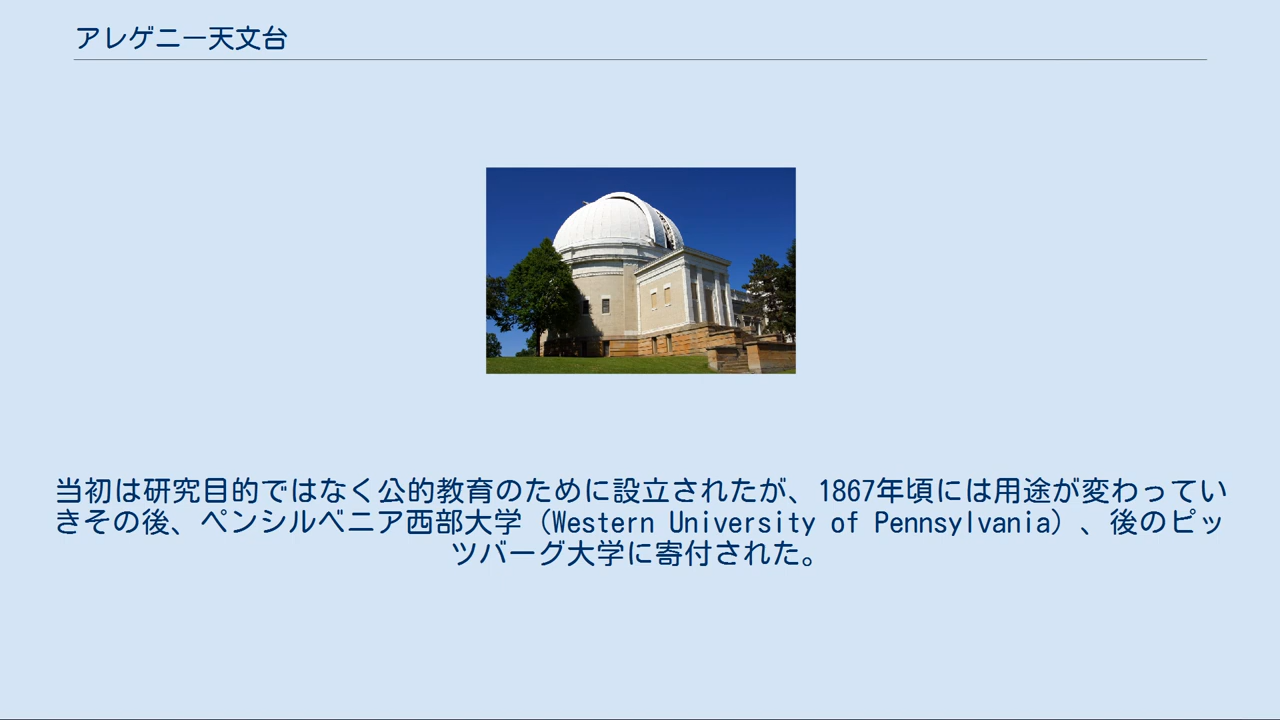 アレゲニー天文台
当初は研究目的ではなく公的教育のために設立されたが、1867年頃には用途が変わってい
きその後、ペンシルベニア西部大学（Western University of Pennsylvania）、後のピッ
ツバーグ大学に寄付された。